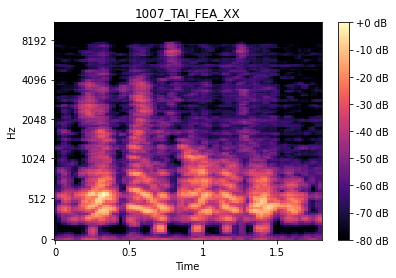 1007_TAI_FEA_XX
8192
4096
2048
1024
512
0
Hz
0
0.5
1
1.5
Time
+0 dB
-10 dB
-20 dB
-30 dB
-40 dB
-50 dB
-60 dB
-70 dB
-80 dB